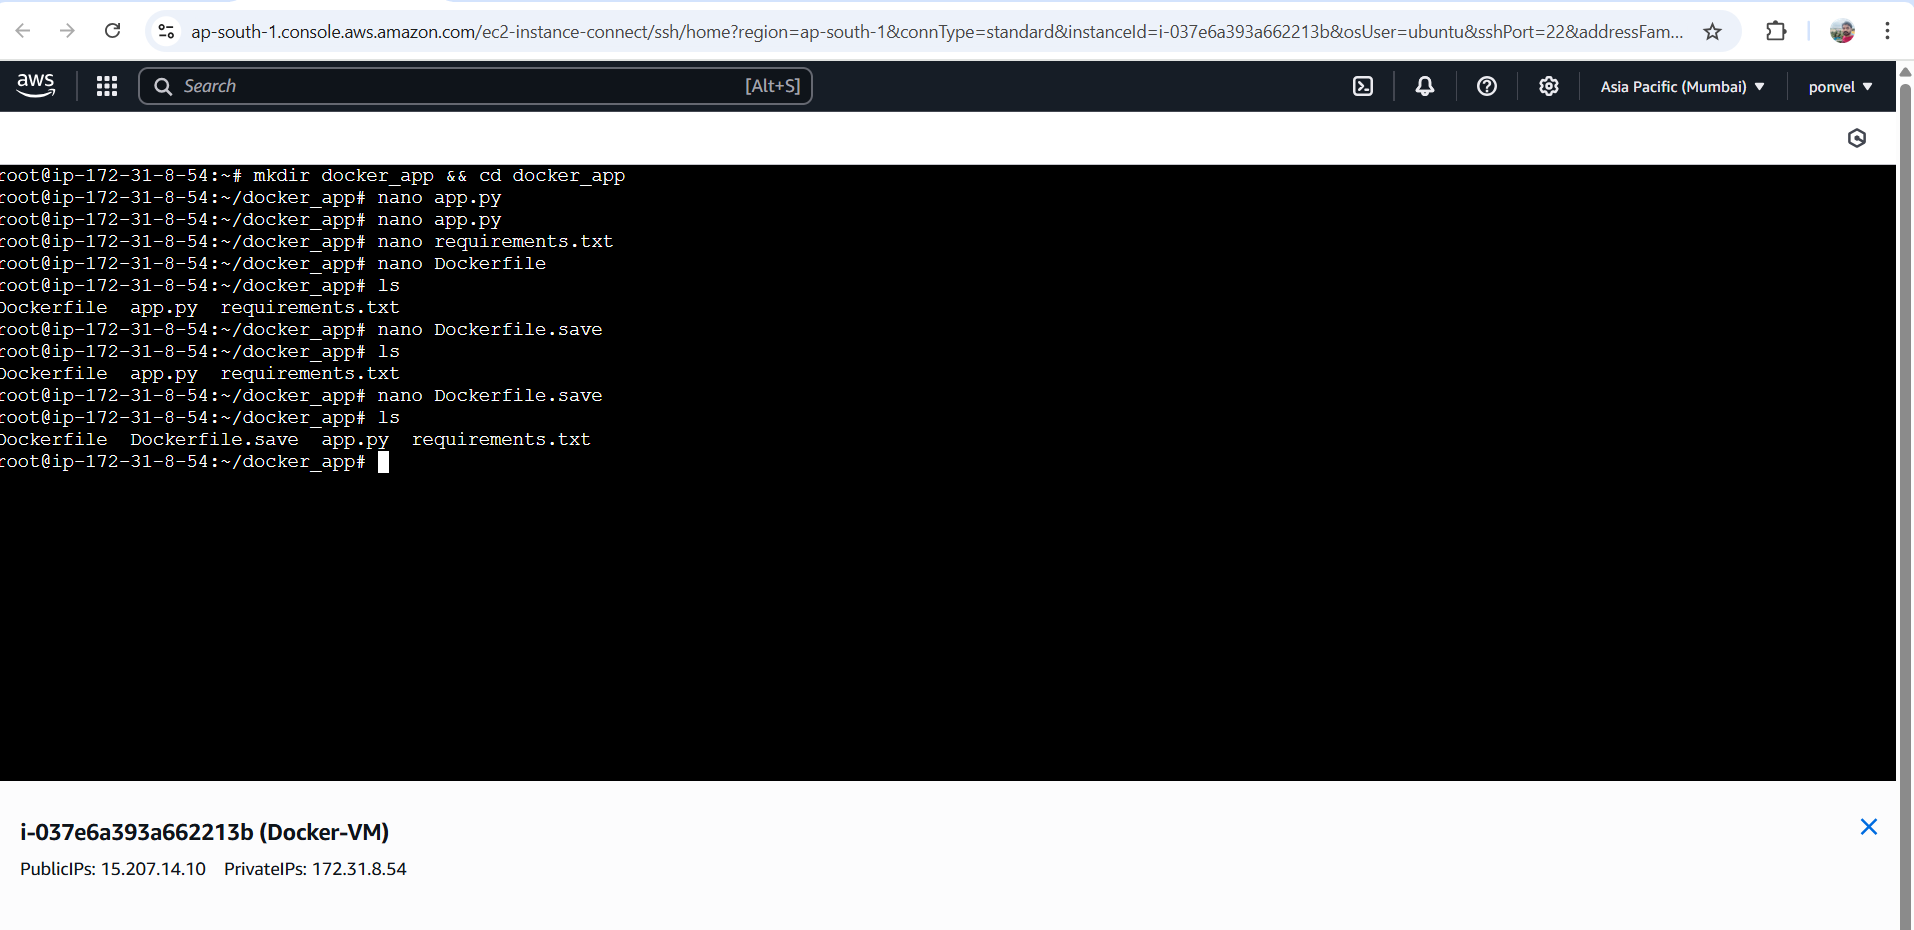 ap-south-1.console.aws.amazon.com/ec2-instance-connect/ssh/home?region=ap-south-1&connType=standard&instanceId=i-037e6a393a662213b&osUser=ubuntu&sshPort=22&addressFam...
aws Search [Alt+S] Asia Pacific (Mumbai) ponvel
root@ip-172-31-8-54:~# mkdir docker_app && cd docker_app
root@ip-172-31-8-54:~/docker_app# nano app.py
root@ip-172-31-8-54:~/docker_app# nano app.py
root@ip-172-31-8-54:~/docker_app# nano requirements.txt
root@ip-172-31-8-54:~/docker_app# nano Dockerfile
root@ip-172-31-8-54:~/docker_app# ls
Dockerfile  app.py  requirements.txt
root@ip-172-31-8-54:~/docker_app# nano Dockerfile.save
root@ip-172-31-8-54:~/docker_app# ls
Dockerfile  app.py  requirements.txt
root@ip-172-31-8-54:~/docker_app# nano Dockerfile.save
root@ip-172-31-8-54:~/docker_app# ls
Dockerfile  Dockerfile.save  app.py  requirements.txt
root@ip-172-31-8-54:~/docker_app#
i-037e6a393a662213b (Docker-VM)
PublicIPs: 15.207.14.10 PrivateIPs: 172.31.8.54